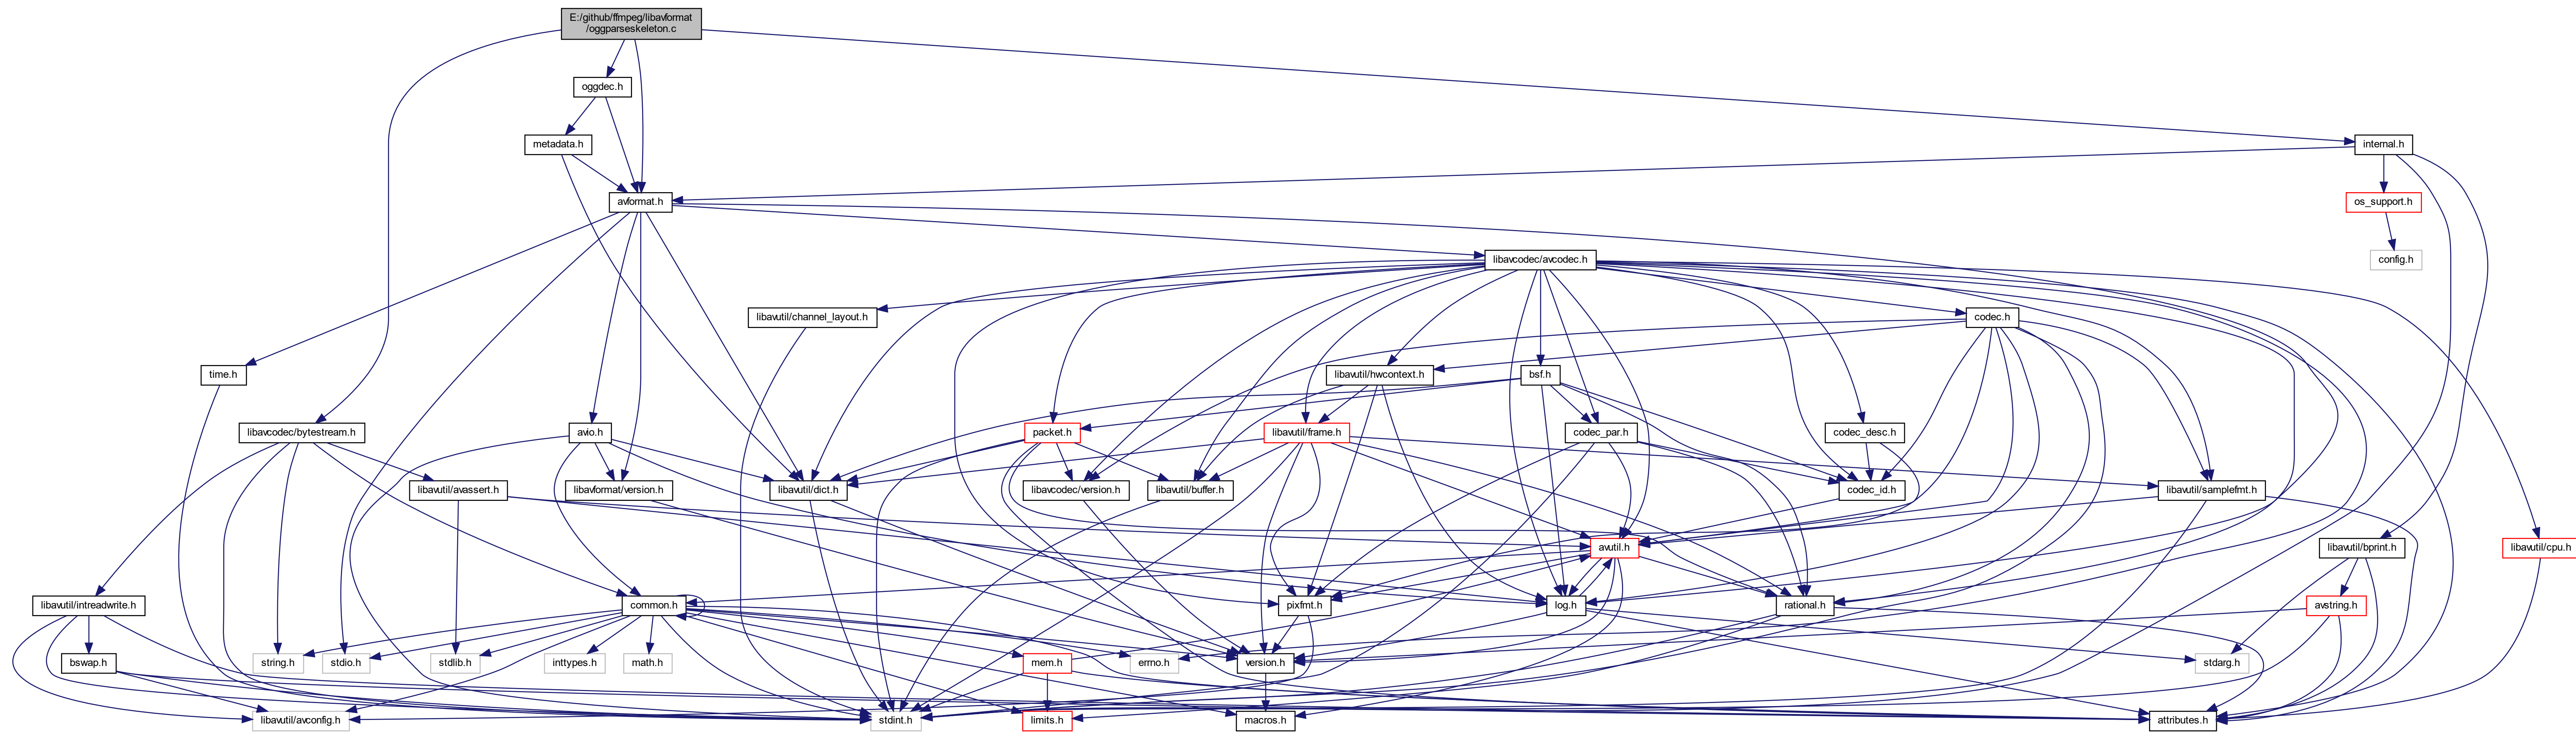 E:/github/ffmpeg/libavformat
/oggparseskeleton.c
oggdec.h
metadata.h
internal.h
avformat.h
os_support.h
libavcodec/avcodec.h
config.h
libavutil/channel_layout.h
codec.h
time.h
libavutil/hwcontext.h
bsf.h
libavcodec/bytestream.h
avio.h
packet.h
libavutil/frame.h
codec_par.h
codec_desc.h
libavutil/avassert.h
libavformat/version.h
libavutil/dict.h
libavcodec/version.h
libavutil/buffer.h
codec_id.h
libavutil/samplefmt.h
avutil.h
libavutil/bprint.h
libavutil/cpu.h
libavutil/intreadwrite.h
common.h
pixfmt.h
log.h
rational.h
avstring.h
bswap.h
string.h
stdio.h
stdlib.h
inttypes.h
math.h
mem.h
errno.h
version.h
stdarg.h
libavutil/avconfig.h
stdint.h
limits.h
macros.h
attributes.h